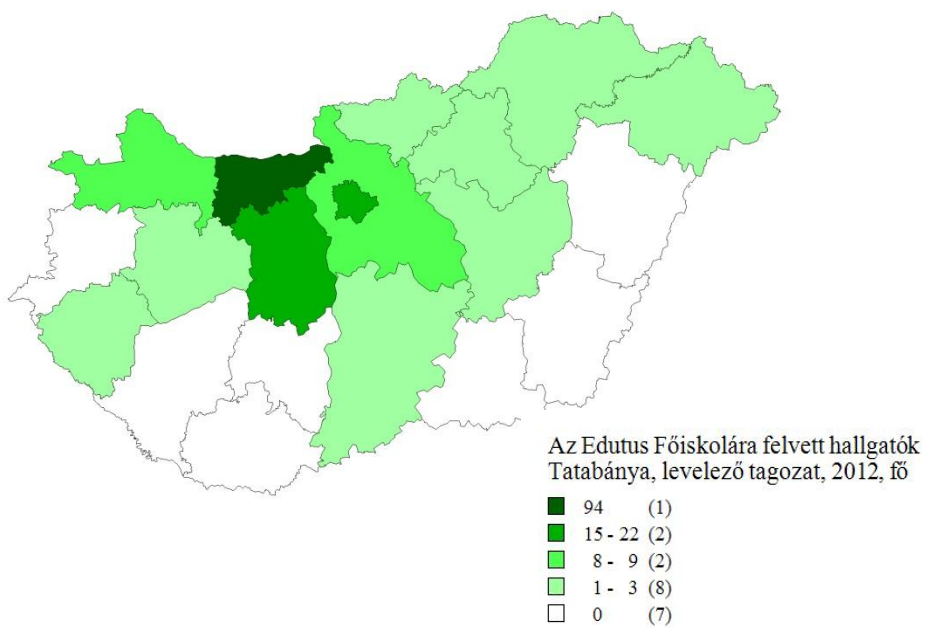 Az Edutus Főiskolára felvett hallgatók
Tatabánya, levelező tagozat, 2012, fő
94 (1)
15 - 22 (2)
8 - 9 (2)
1 - 3 (8)
0 (7)